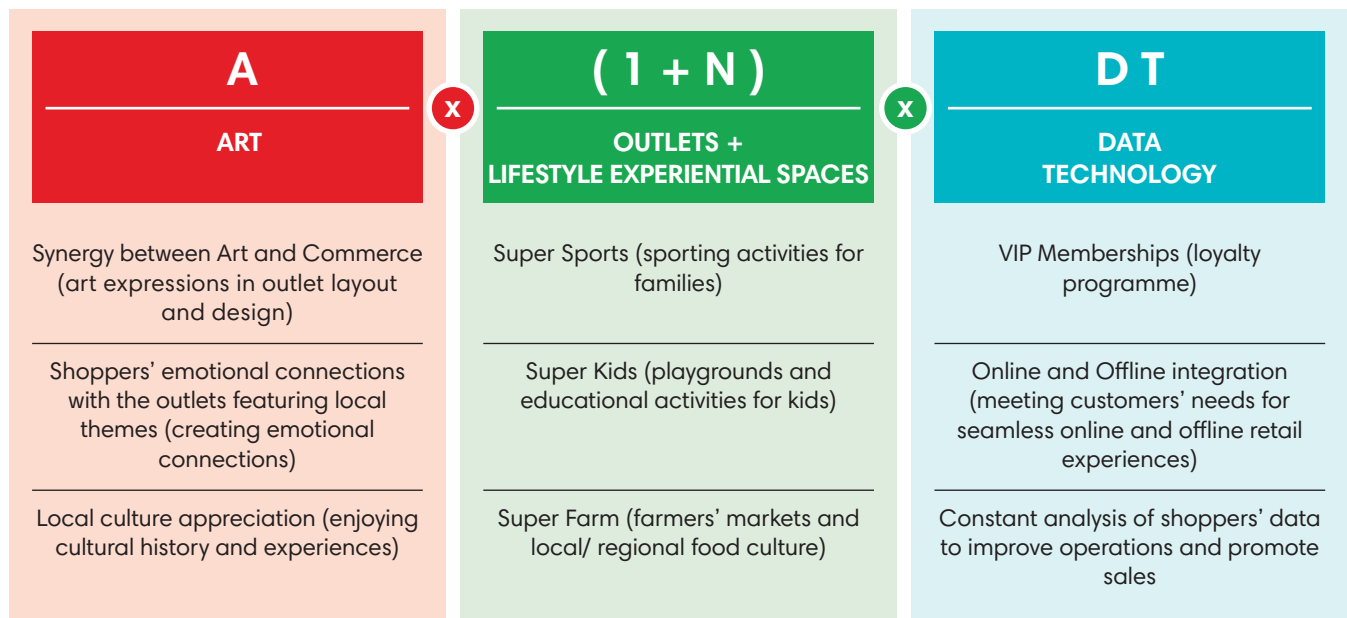 A
ART
Synergy between Art and Commerce
(art expressions in outlet layout
and design)
Shoppers’ emotional connections
with the outlets featuring local
themes (creating emotional
connections)
Local culture appreciation (enjoying
cultural history and experiences)
X
( 1 + N )
OUTLETS +
LIFESTYLE EXPERIENTIAL SPACES
Super Sports (sporting activities for
families)
Super Kids (playgrounds and
educational activities for kids)
Super Farm (farmers’ markets and
local/ regional food culture)
X
D T
DATA
TECHNOLOGY
VIP Memberships (loyalty
programme)
Online and Offline integration
(meeting customers’ needs for
seamless online and offline retail
experiences)
Constant analysis of shoppers’ data
to improve operations and promote
sales